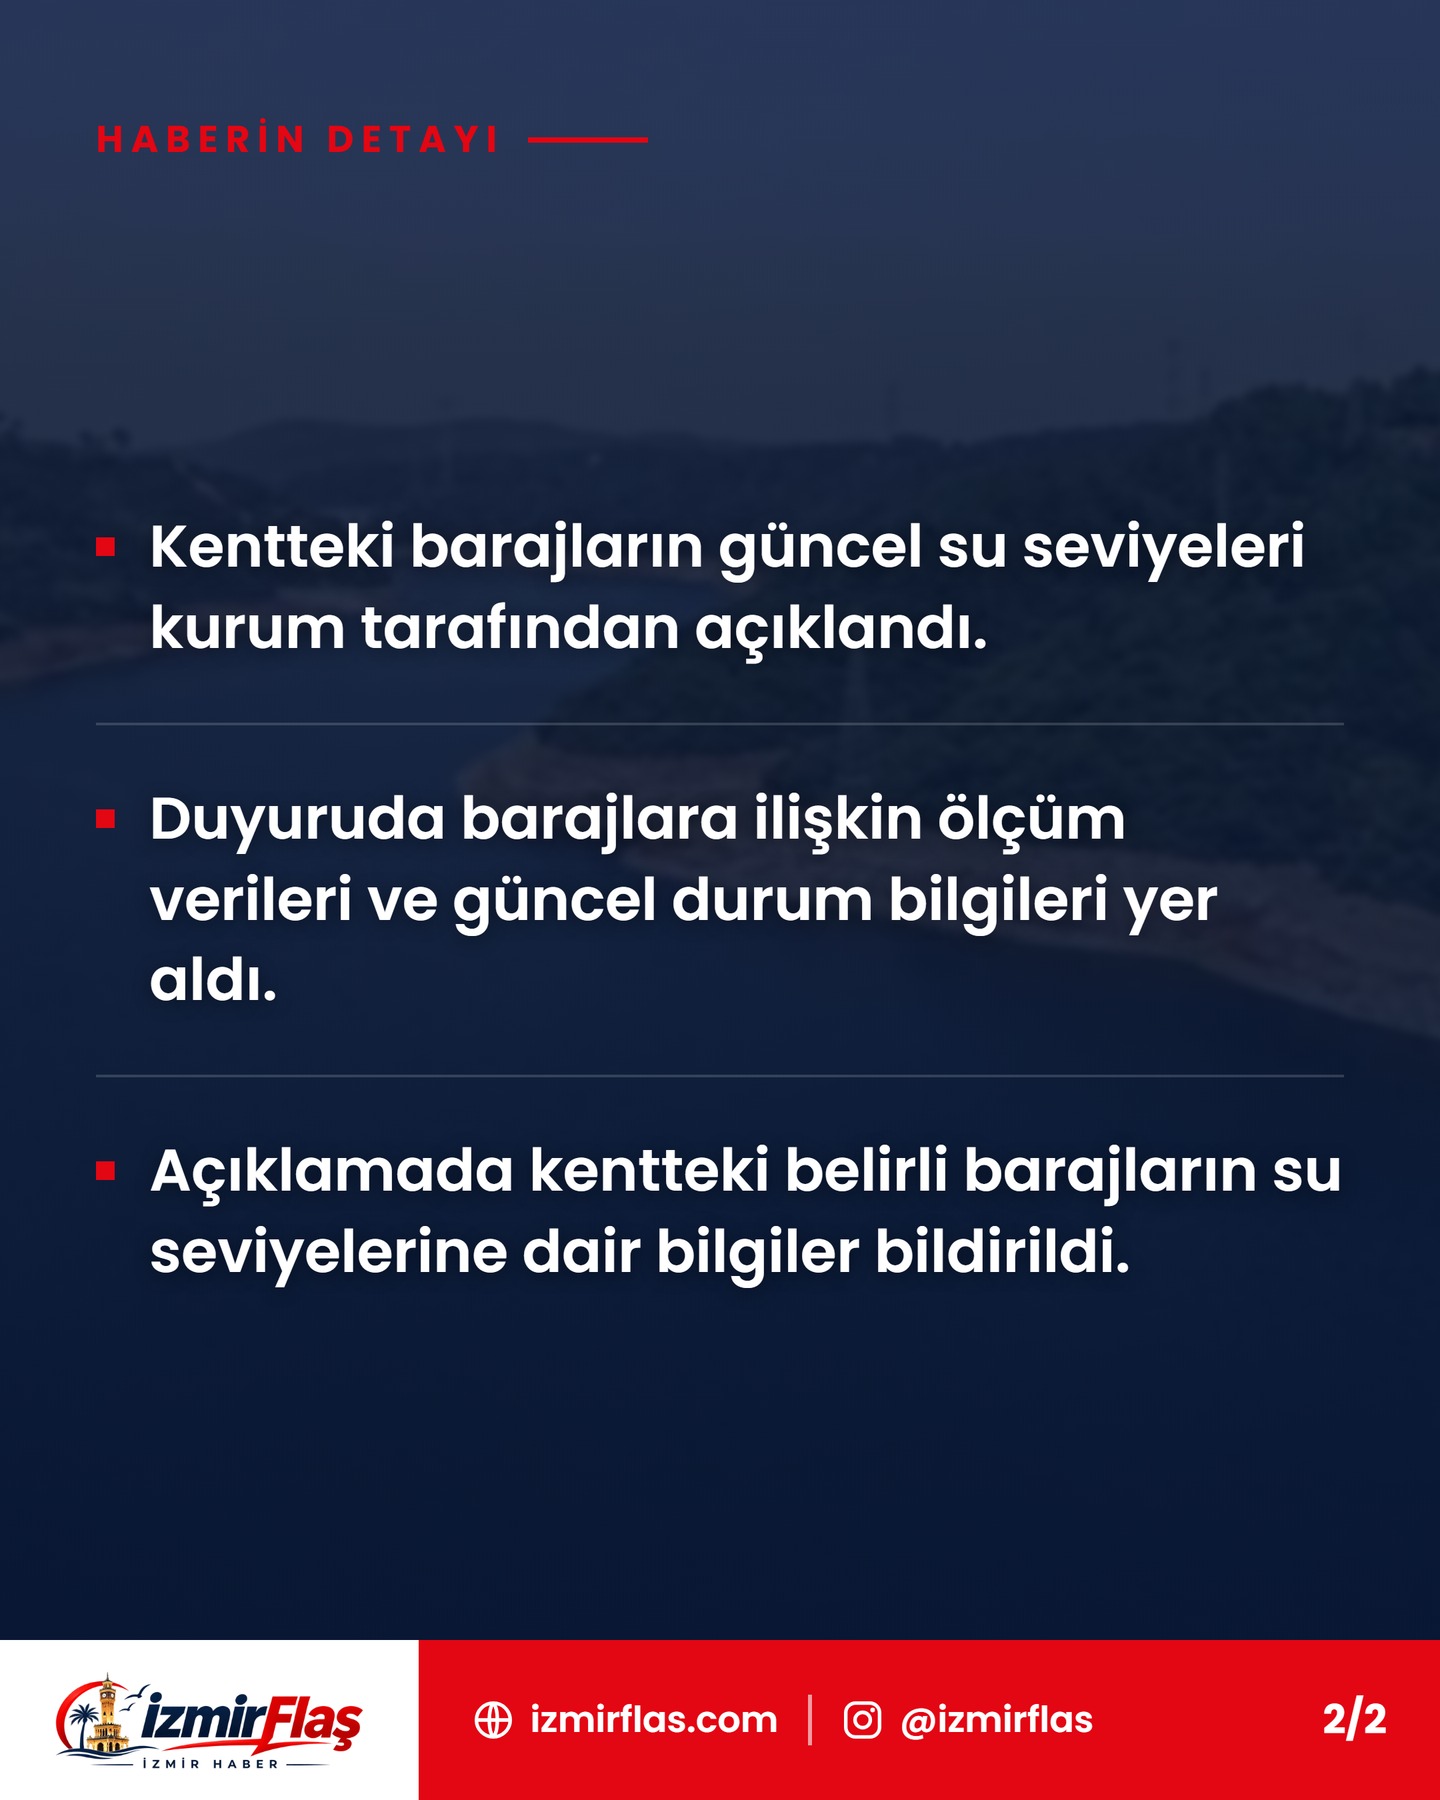 HABERİN DETAYI
Kentteki barajların güncel su seviyeleri
kurum tarafından açıklandı.
Duyuruda barajlara ilişkin ölçüm
verileri ve güncel durum bilgileri yer
aldı.
Açıklamada kentteki belirli barajların su
seviyelerine dair bilgiler bildirildi.
izmirFlaş
İZMİR HABER
izmirflas.com
@izmirflas
2/2